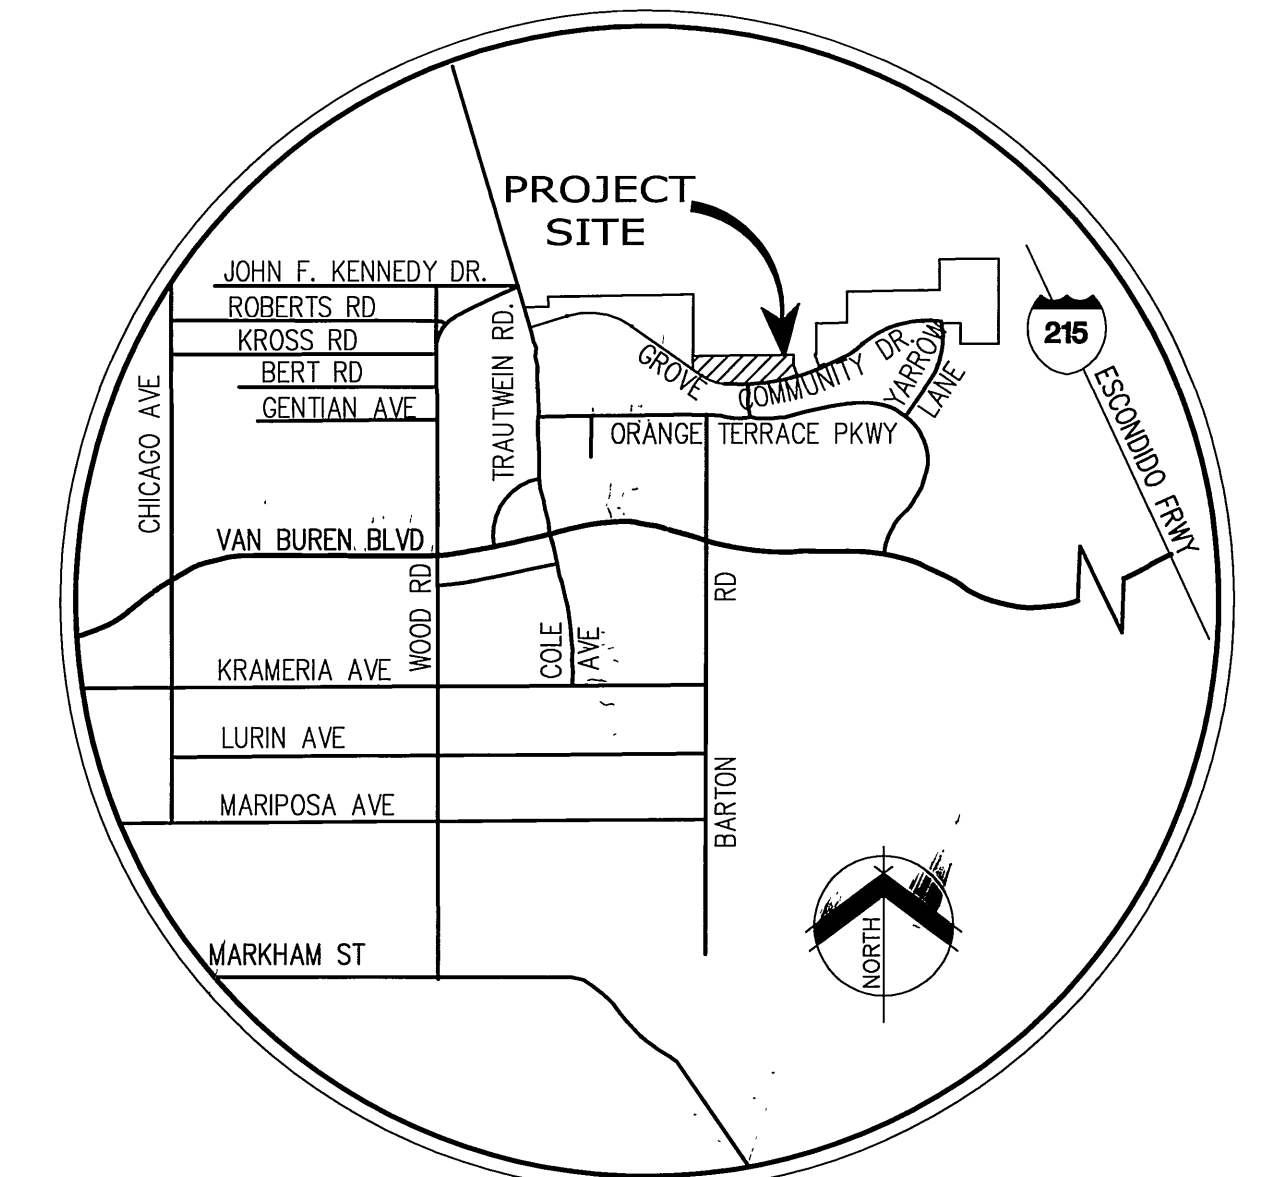 PROJECT
SITE
JOHN F. KENNEDY DR.
ROBERTS RD
KROSS RD
BERT RD
GENTIAN AVE
CHICAGO AVE
TRAUTWEIN RD.
GROVE COMMUNITY DR.
YARROW
LANE
215
ESCONDIDO FRWY
ORANGE TERRACE PKWY
VAN BUREN BLVD
WOOD RD
COLE
AVE
BARTON RD
KRAMERIA AVE
LURIN AVE
MARIPOSA AVE
MARKHAM ST
NORTH